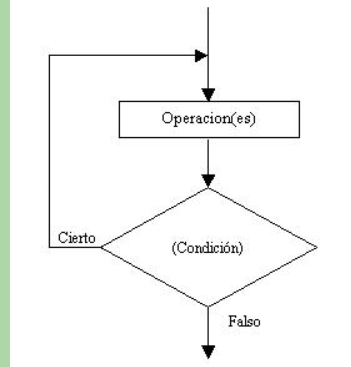 Operacion(es)
Cierto
(Condición)
Falso